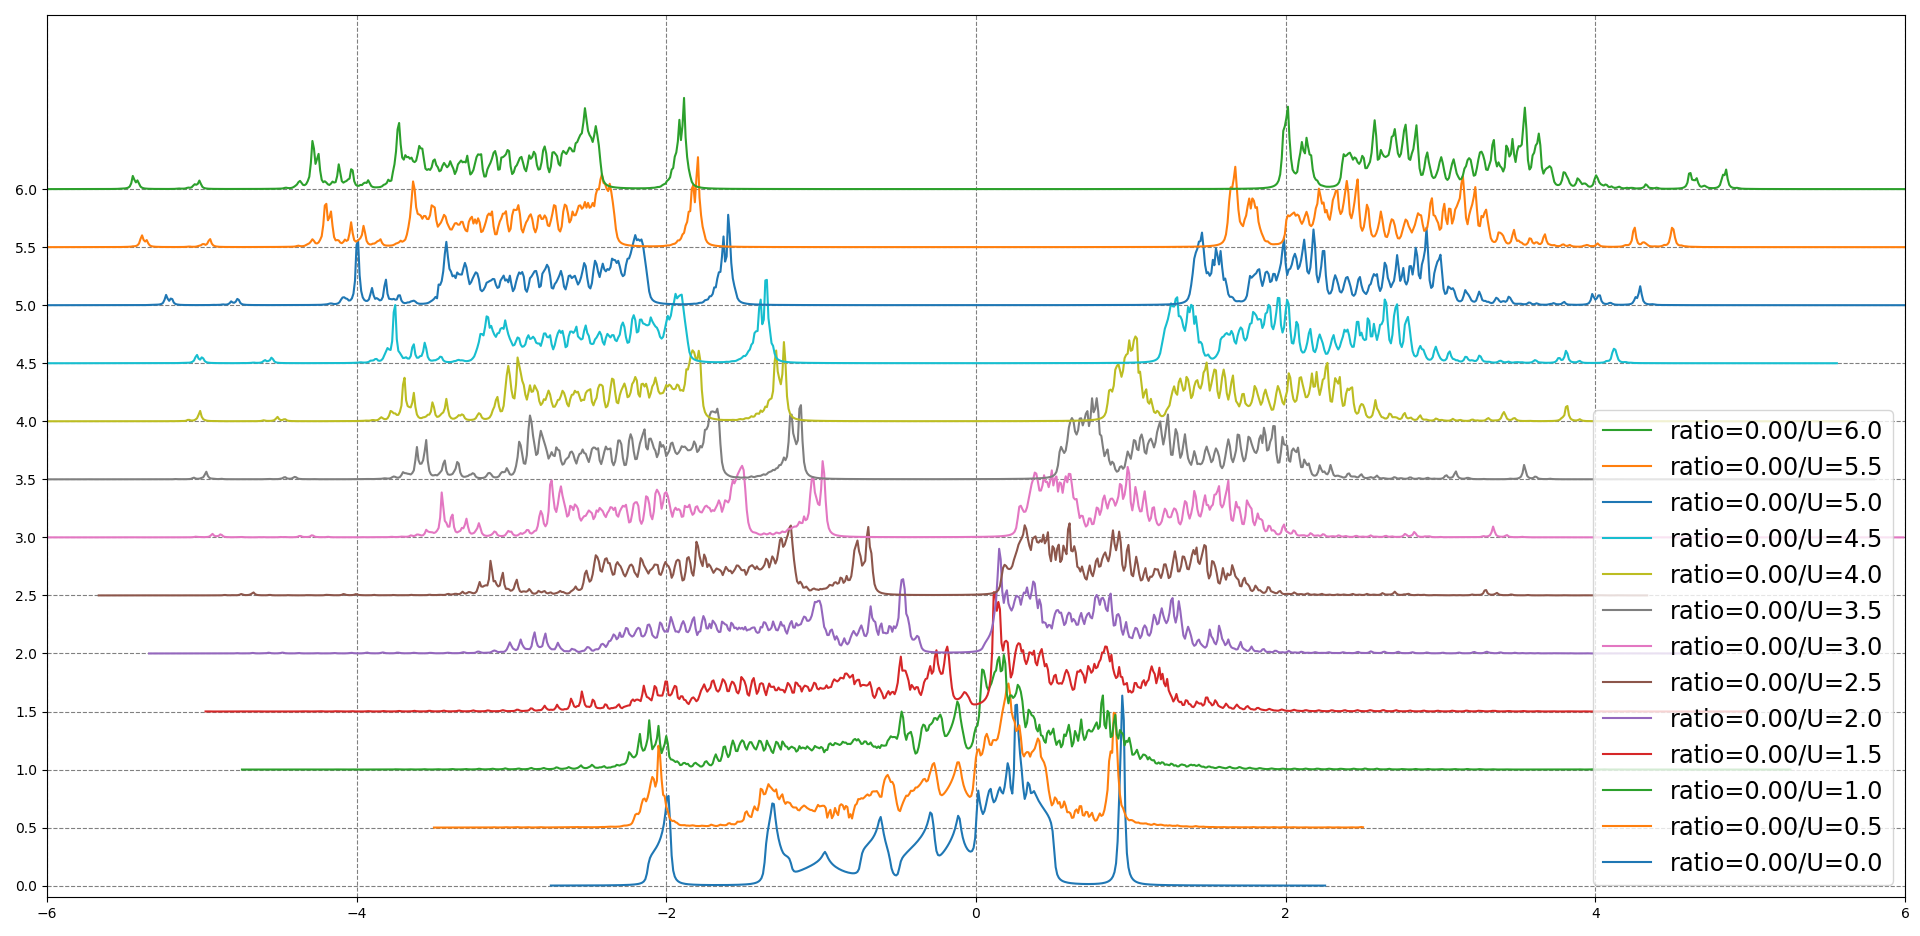 6.0
5.5
5.0
4.5
4.0
3.5
3.0
2.5
2.0
1.5
1.0
0.5
0.0
−6
−4
−2
0
2
4
6
ratio=0.00/U=6.0
ratio=0.00/U=5.5
ratio=0.00/U=5.0
ratio=0.00/U=4.5
ratio=0.00/U=4.0
ratio=0.00/U=3.5
ratio=0.00/U=3.0
ratio=0.00/U=2.5
ratio=0.00/U=2.0
ratio=0.00/U=1.5
ratio=0.00/U=1.0
ratio=0.00/U=0.5
ratio=0.00/U=0.0